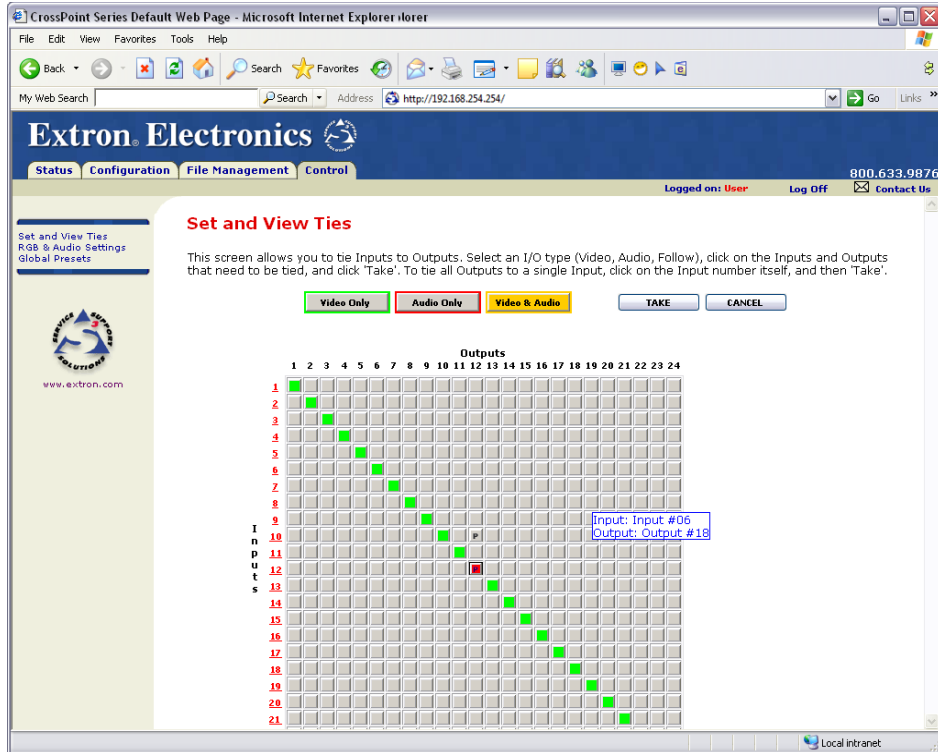 CrossPoint Series Default Web Page - Microsoft Internet Explorer lorer
File Edit View Favorites Tools Help
Back Search Favorites
My Web Search Search Address http://192.168.254.254/ Go Links »
Extron® Electronics
Status Configuration File Management Control
800.633.9876
Logged on: User Log Off Contact Us
Set and View Ties
RGB & Audio Settings
Global Presets
SERVICE SUPPORT SOLUTIONS
www.extron.com
Set and View Ties
This screen allows you to tie Inputs to Outputs. Select an I/O type (Video, Audio, Follow), click on the Inputs and Outputs
that need to be tied, and click 'Take'. To tie all Outputs to a single Input, click on the Input number itself, and then 'Take'.
Video Only Audio Only Video & Audio TAKE CANCEL
Outputs
1 2 3 4 5 6 7 8 9 10 11 12 13 14 15 16 17 18 19 20 21 22 23 24
Inputs
1
2
3
4
5
6
7
8
9
10 P
11
12
13
14
15
16
17
18
19
20
21
Input: Input #06
Output: Output #18
Local intranet